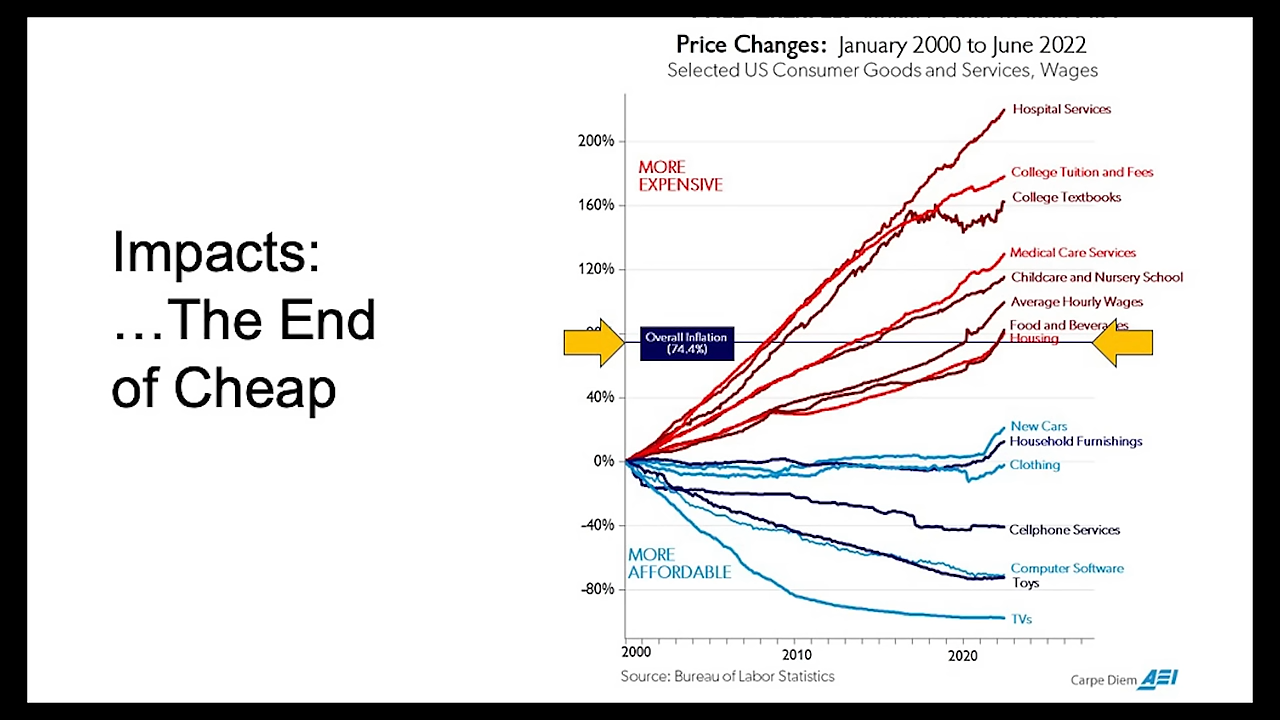 Impacts:
…The End
of Cheap
Price Changes: January 2000 to June 2022
Selected US Consumer Goods and Services, Wages
200%
160%
120%
40%
0%
-40%
-80%
MORE
EXPENSIVE
Overall Inflation
(74.4%)
MORE
AFFORDABLE
Hospital Services
College Tuition and Fees
College Textbooks
Medical Care Services
Childcare and Nursery School
Average Hourly Wages
Food and Beverages
Housing
New Cars
Household Furnishings
Clothing
Cellphone Services
Computer Software
Toys
TVs
2000
2010
2020
Source: Bureau of Labor Statistics
Carpe Diem AEI